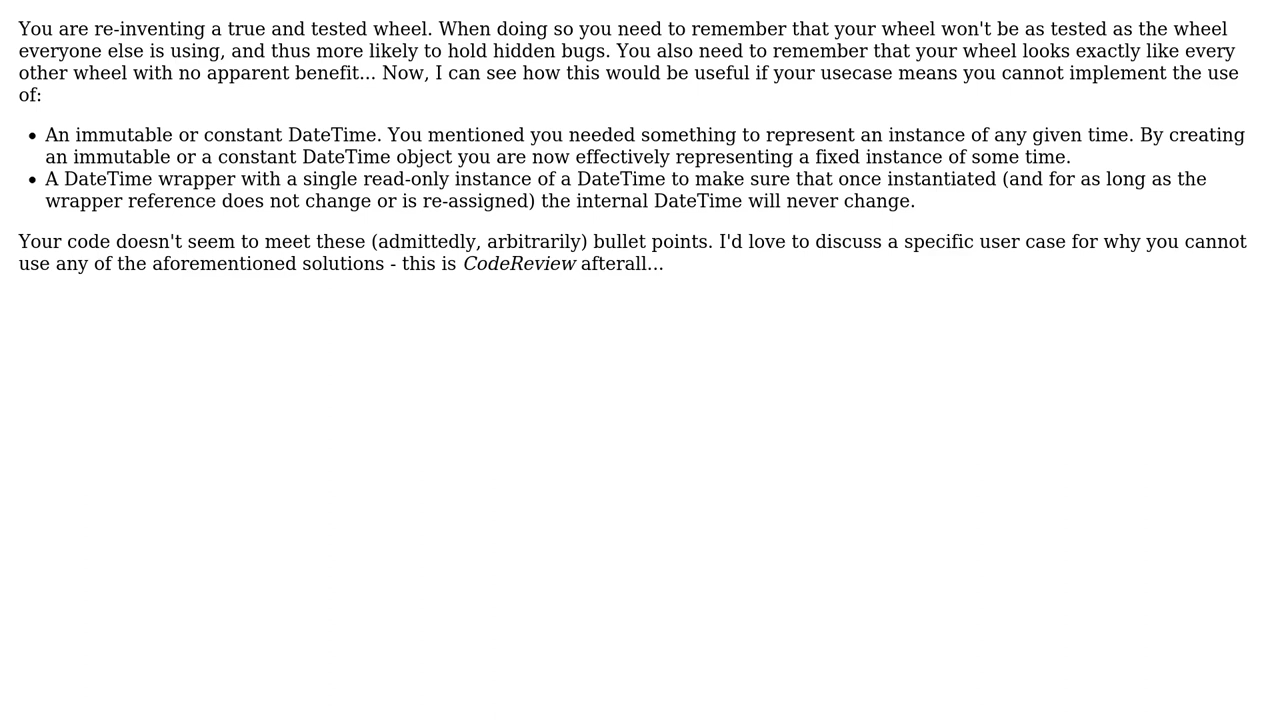 You are re-inventing a true and tested wheel. When doing so you need to remember that your wheel won't be as tested as the wheel
everyone else is using, and thus more likely to hold hidden bugs. You also need to remember that your wheel looks exactly like every
other wheel with no apparent benefit... Now, I can see how this would be useful if your usecase means you cannot implement the use
of:
• An immutable or constant DateTime. You mentioned you needed something to represent an instance of any given time. By creating
an immutable or a constant DateTime object you are now effectively representing a fixed instance of some time.
• A DateTime wrapper with a single read-only instance of a DateTime to make sure that once instantiated (and for as long as the
wrapper reference does not change or is re-assigned) the internal DateTime will never change.
Your code doesn't seem to meet these (admittedly, arbitrarily) bullet points. I'd love to discuss a specific user case for why you cannot
use any of the aforementioned solutions - this is CodeReview afterall...